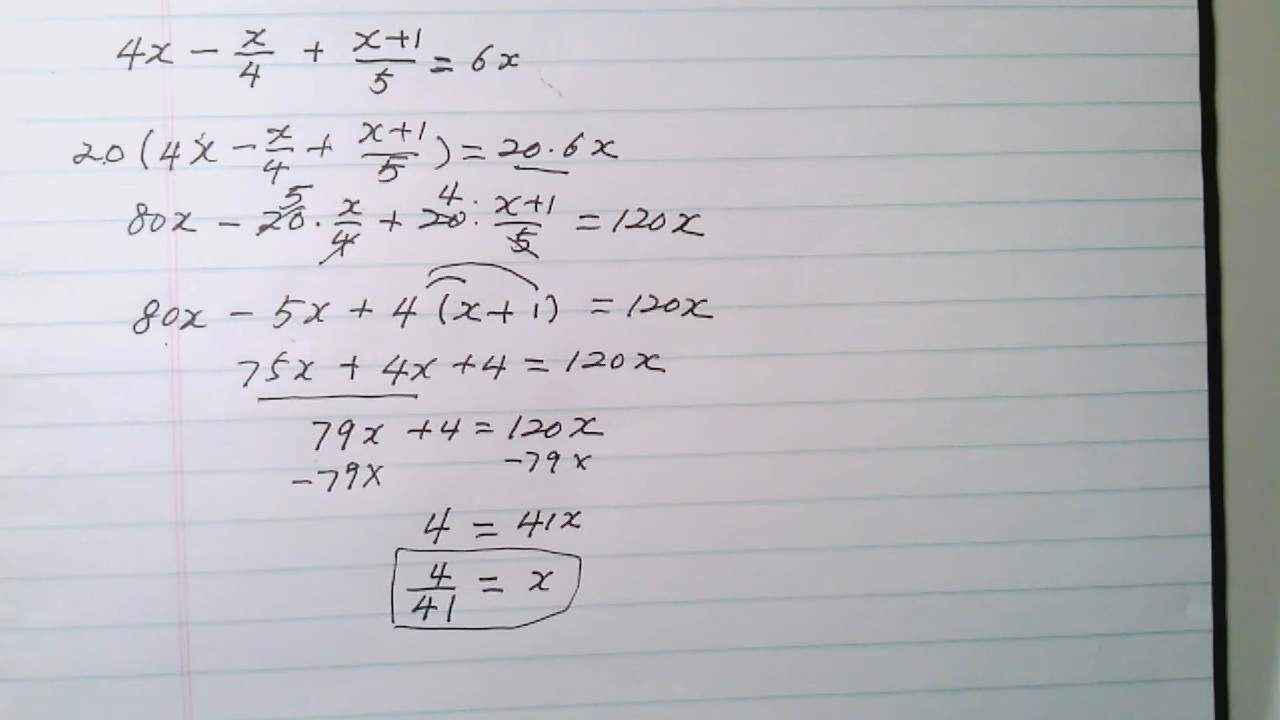 4x - x/4 + (x+1)/5 = 6x
20(4x - x/4 + (x+1)/5) = 20·6x
80x - 20·x/4 + 20·(x+1)/5 = 120x
5 4
80x - 5x + 4(x+1) = 120x
75x + 4x + 4 = 120x
79x + 4 = 120x
-79x -79x
4 = 41x
4/41 = x